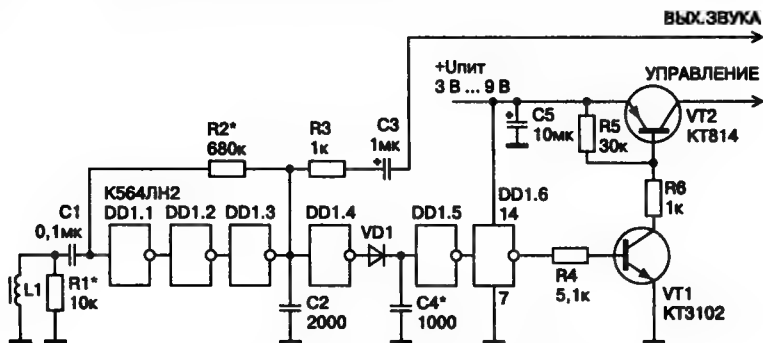 ВЫХ.ЗВУКА
+Uпит
3 В ... 9 В
УПРАВЛЕНИЕ
R2*
680к
R3
1к
C3
1мк
+
+
C5
10мк
R5
30к
VT2
КТ814
К564ЛН2
C1
0,1мк
DD1.1
DD1.2
DD1.3
DD1.4
VD1
DD1.5
DD1.6
14
R6
1к
L1
R1*
10к
C2
2000
C4*
1000
7
R4
5,1к
VT1
КТ3102